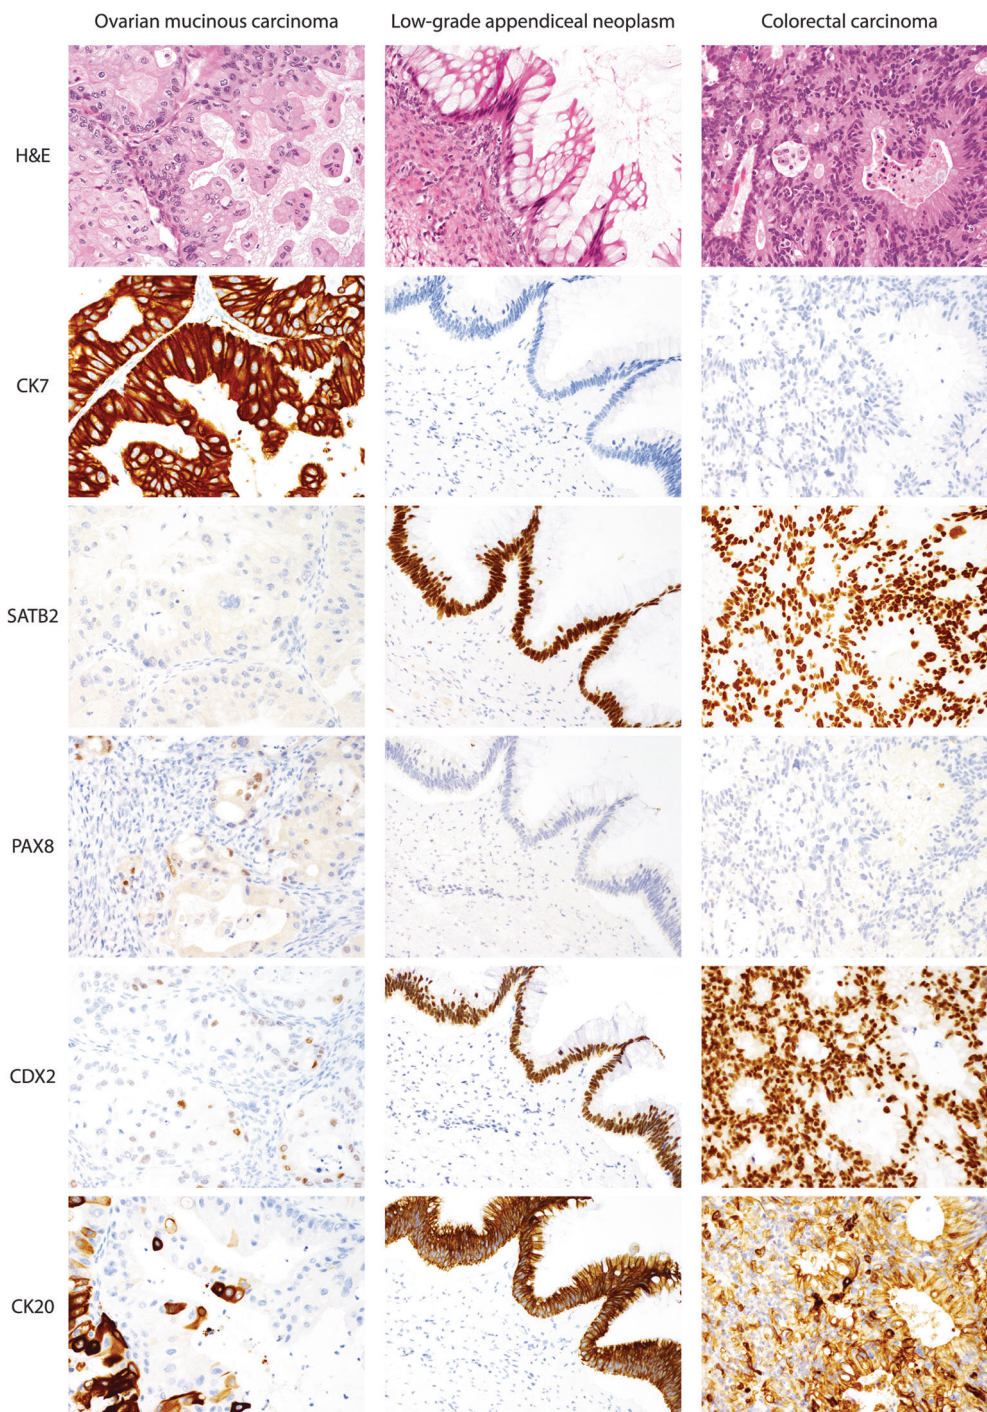 Ovarian mucinous carcinoma
Low-grade appendiceal neoplasm
Colorectal carcinoma
H&E
CK7
SATB2
PAX8
CDX2
CK20